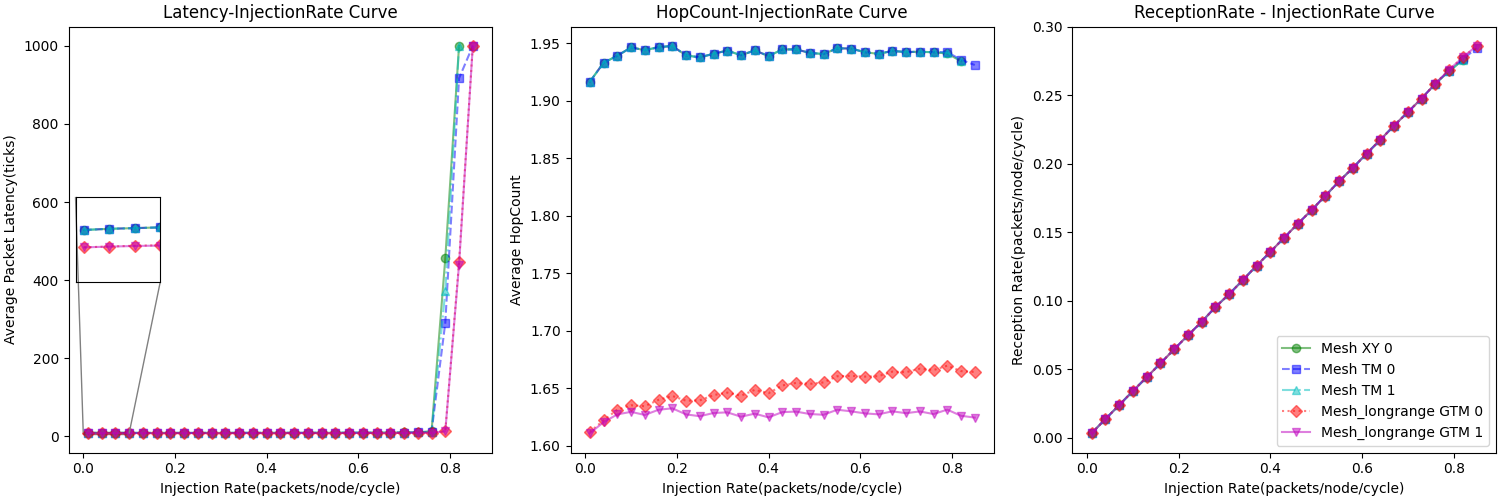 Latency-InjectionRate Curve
Average Packet Latency(ticks)
1000
800
600
400
200
0
0.0 0.2 0.4 0.6 0.8
Injection Rate(packets/node/cycle)
HopCount-InjectionRate Curve
Average HopCount
1.95
1.90
1.85
1.80
1.75
1.70
1.65
1.60
0.0 0.2 0.4 0.6 0.8
Injection Rate(packets/node/cycle)
ReceptionRate - InjectionRate Curve
Reception Rate(packets/node/cycle)
0.30
0.25
0.20
0.15
0.10
0.05
0.00
0.0 0.2 0.4 0.6 0.8
Injection Rate(packets/node/cycle)
Mesh XY 0
Mesh TM 0
Mesh TM 1
Mesh_longrange GTM 0
Mesh_longrange GTM 1